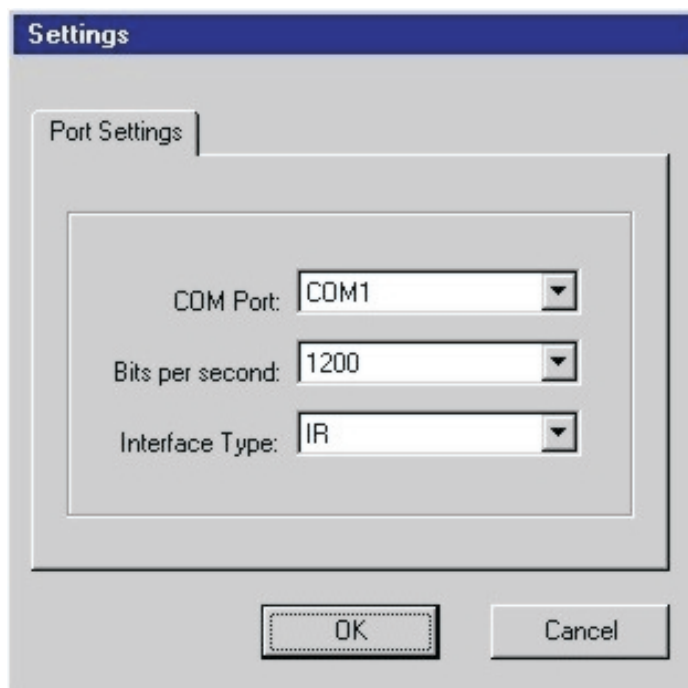 Settings
Port Settings
COM Port: COM1
Bits per second: 1200
Interface Type: IR
OK Cancel